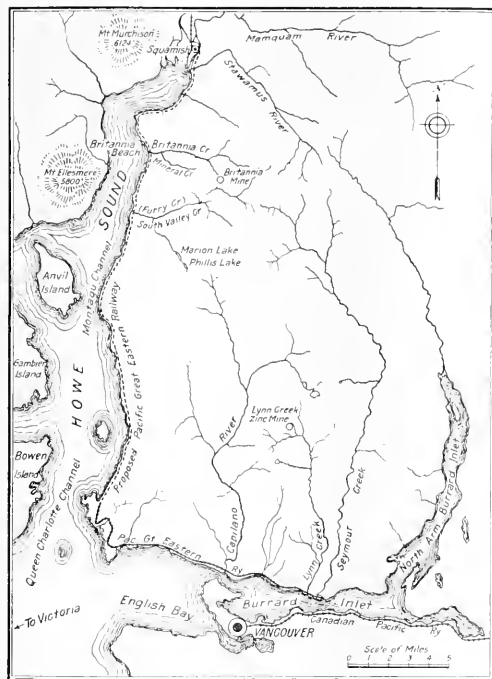 Mt Murchison
6124'
Squamish
Mamquam River
Stawamus River
Britannia Beach
Britannia Cr
Mineral Cr
Britannia Mine
Mt Ellesmere
5800'
(Furry Cr)
South Valley Cr
HOWE SOUND
Montagu Channel
Marion Lake
Phillis Lake
Anvil Island
Proposed Pacific Great Eastern Railway
Gambier Island
Lynn Creek Zinc Mine
Bowen Island
Queen Charlotte Channel
Capilano River
Lynn Creek
Seymour Creek
North Arm Burrard Inlet
Pac. Gt Eastern Ry
English Bay
Burrard Inlet
Canadian Pacific Ry
To Victoria
VANCOUVER
Scale of Miles
0 1 2 3 4 5